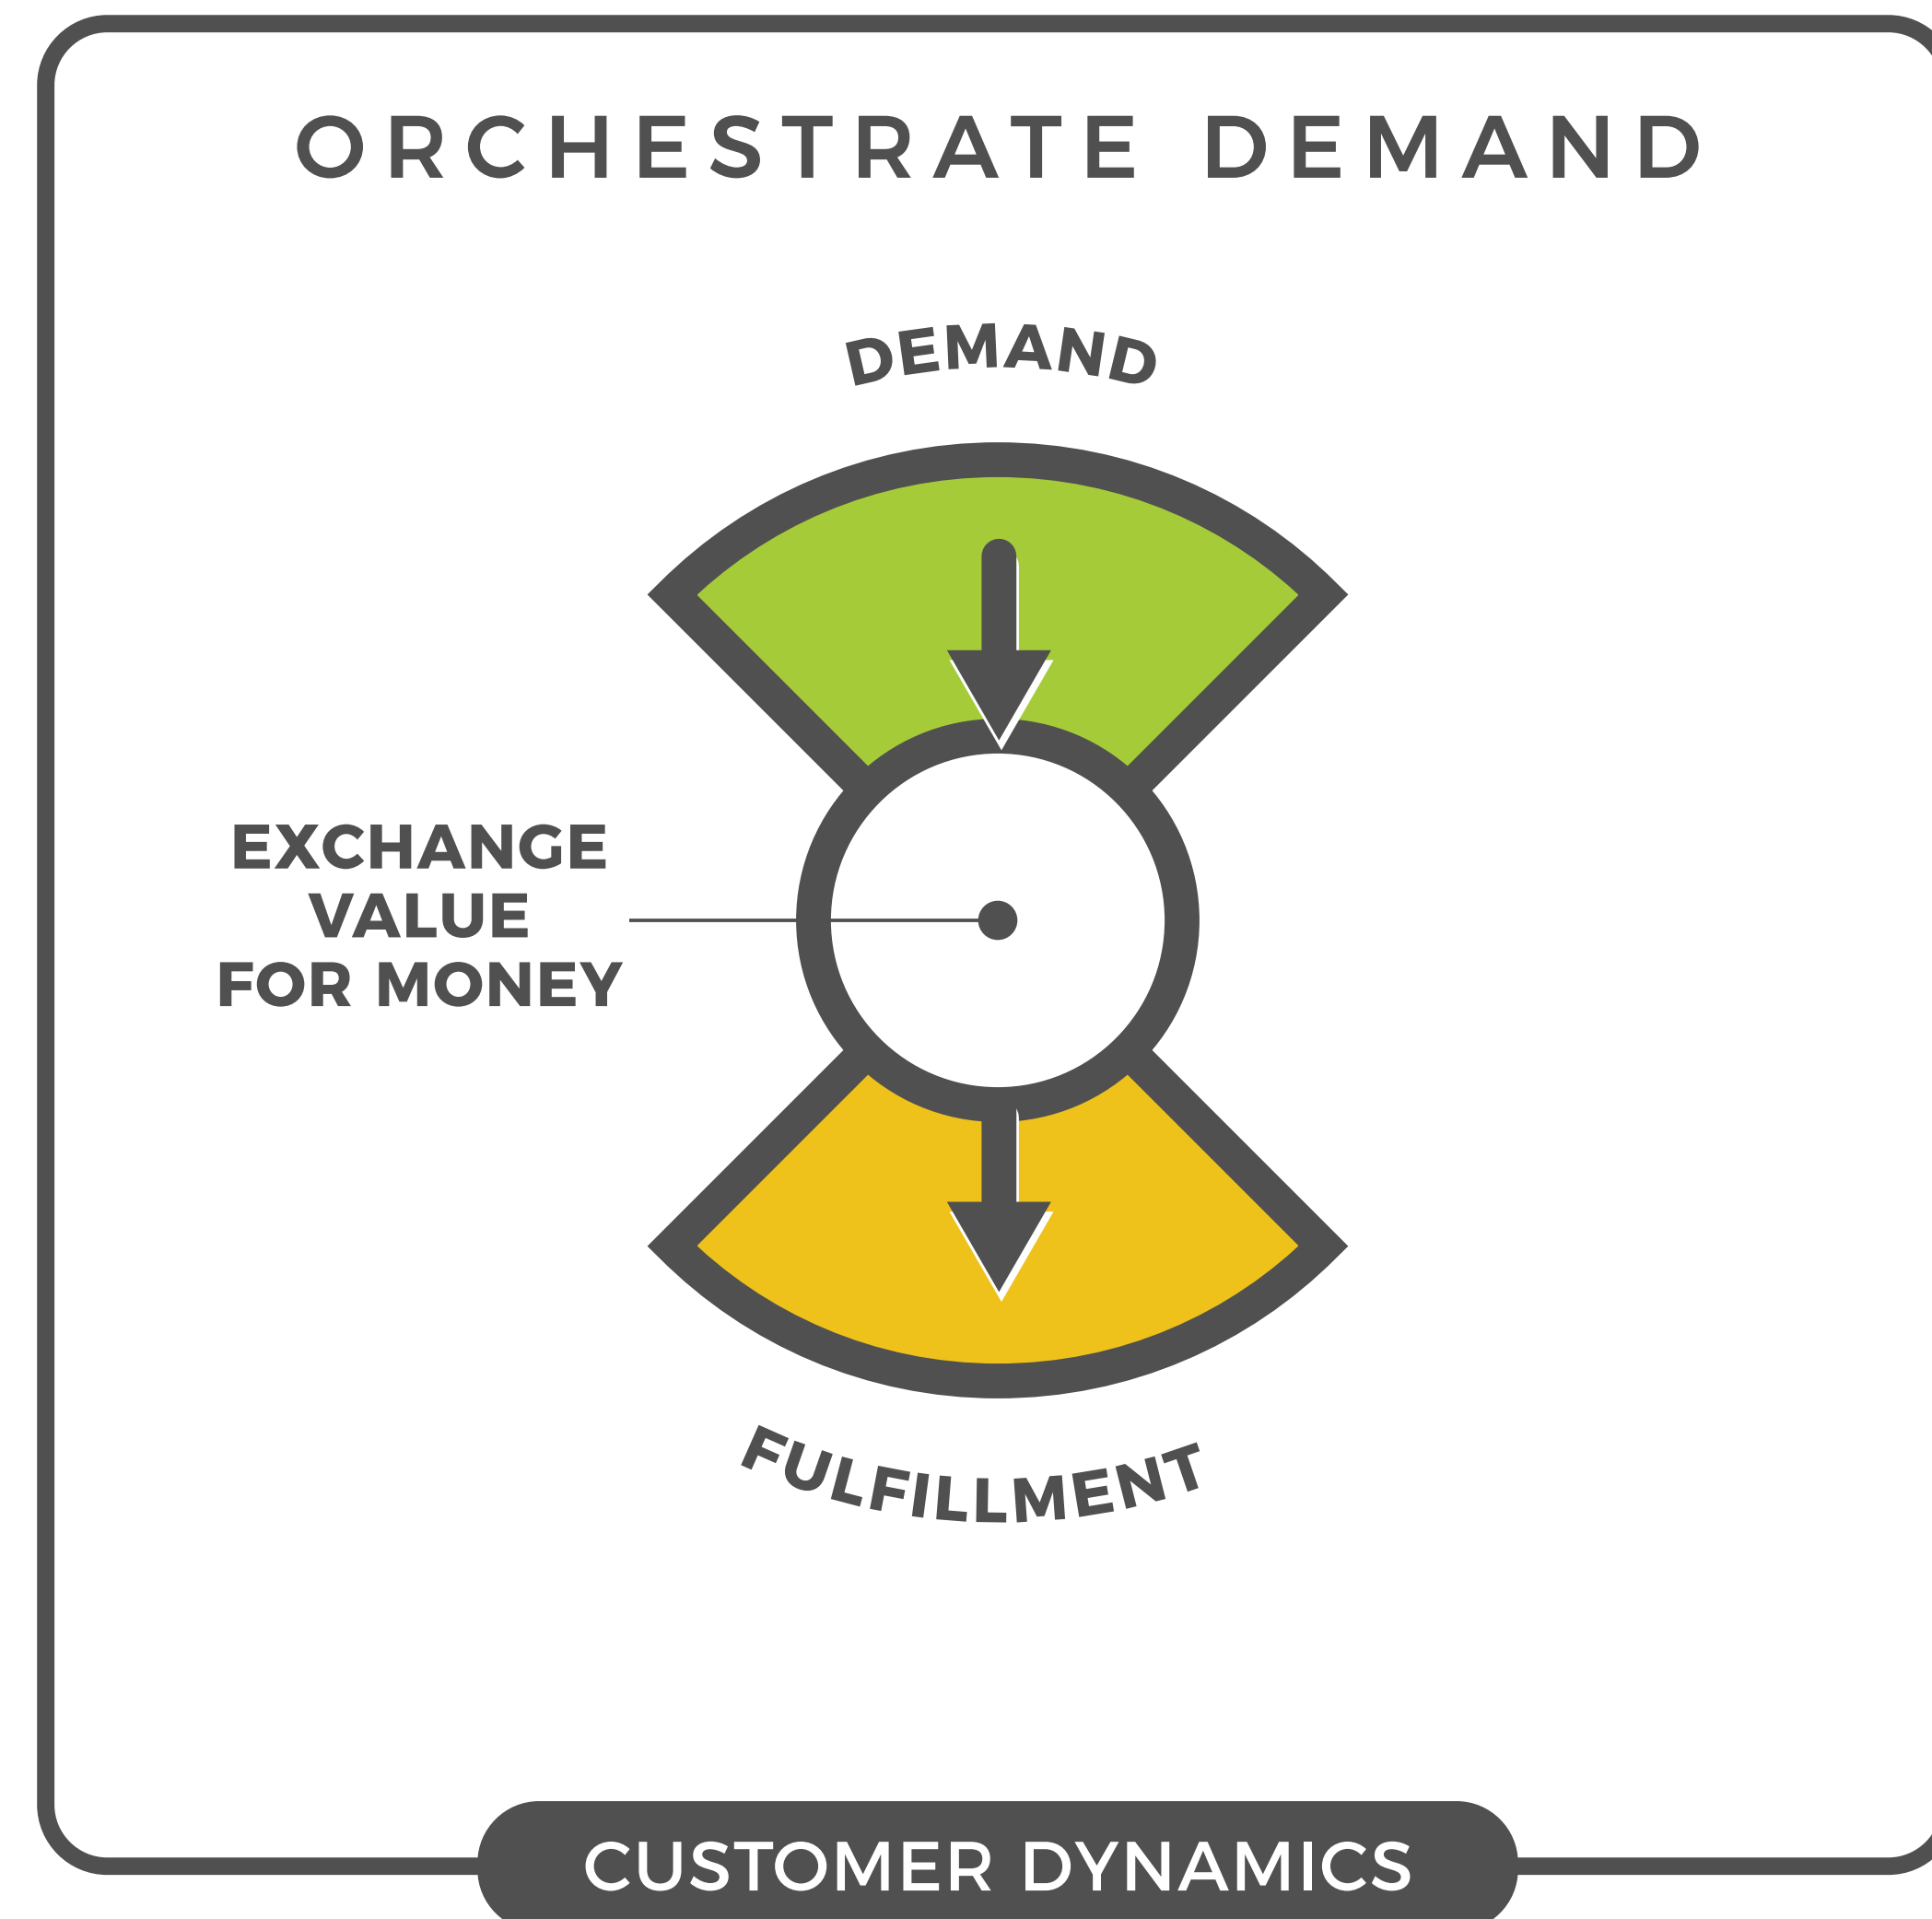 ORCHESTRATE DEMAND
DEMAND
EXCHANGE
VALUE
FOR MONEY
FULFILLMENT
CUSTOMER DYNAMICS